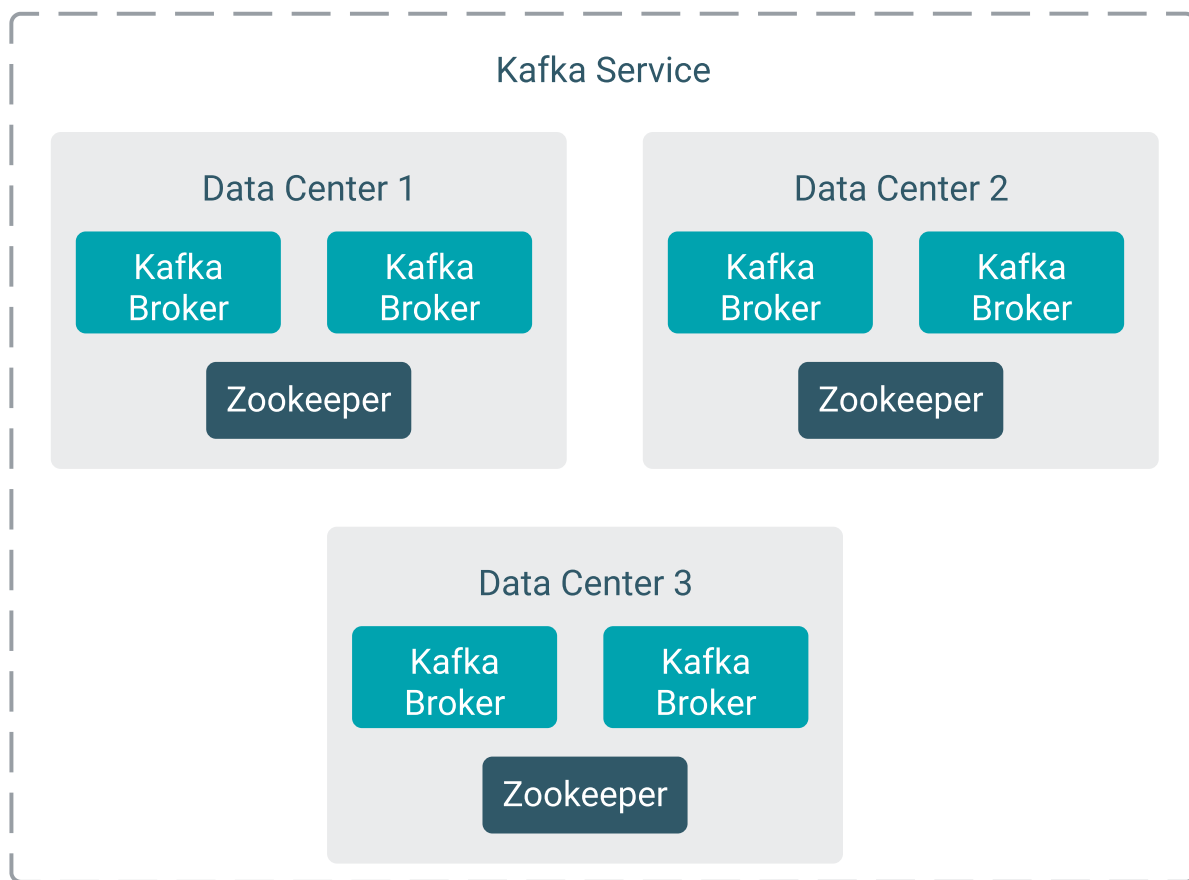 Kafka Service
Data Center 1
Kafka
Broker
Kafka
Broker
Zookeeper
Data Center 2
Kafka
Broker
Kafka
Broker
Zookeeper
Data Center 3
Kafka
Broker
Kafka
Broker
Zookeeper